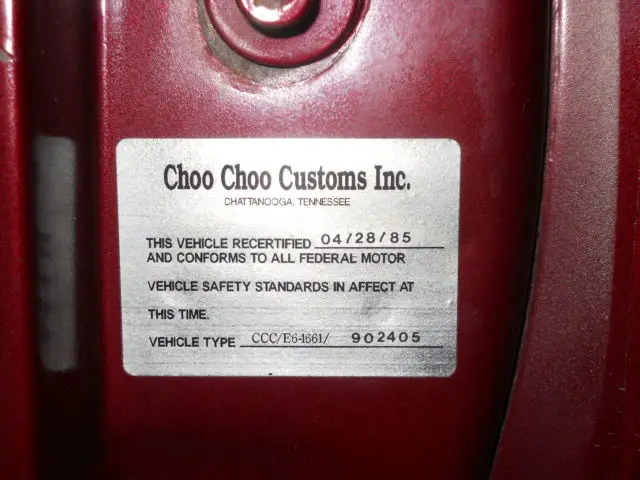 Choo Choo Customs Inc.
CHATTANOOGA, TENNESSEE
THIS VEHICLE RECERTIFIED 04/28/85
AND CONFORMS TO ALL FEDERAL MOTOR
VEHICLE SAFETY STANDARDS IN AFFECT AT
THIS TIME.
VEHICLE TYPE CCC/E6-1661/ 902405